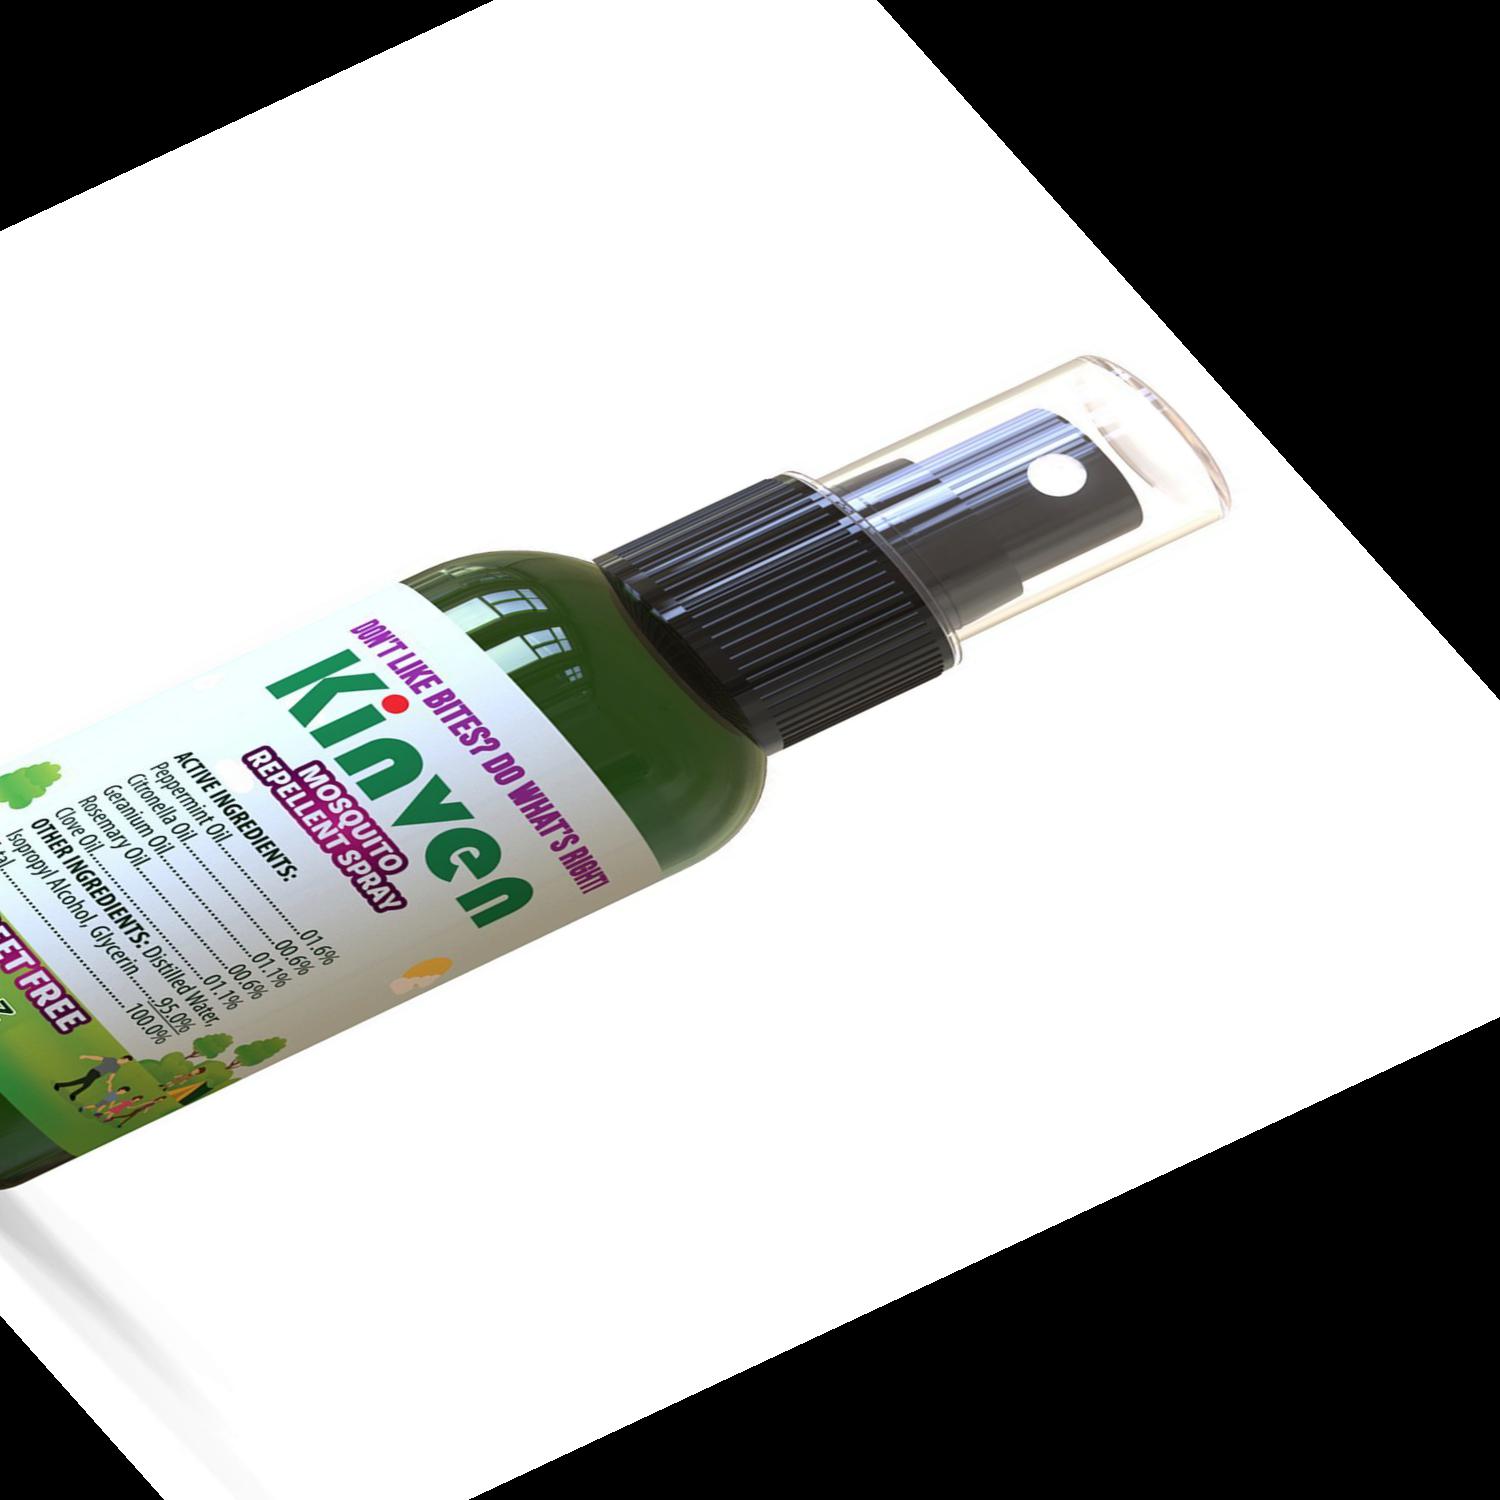 DON'T LIKE BITES? DO WHAT'S RIGHT!
Kinven
MOSQUITO
REPELLENT SPRAY
ACTIVE INGREDIENTS:
Peppermint Oil....................01.6%
Citronella Oil....................00.6%
Geranium Oil....................01.1%
Rosemary Oil....................00.6%
Clove Oil....................01.1%
OTHER INGREDIENTS: Distilled Water,
Isopropyl Alcohol, Glycerin....95.0%
100.0%
FREE